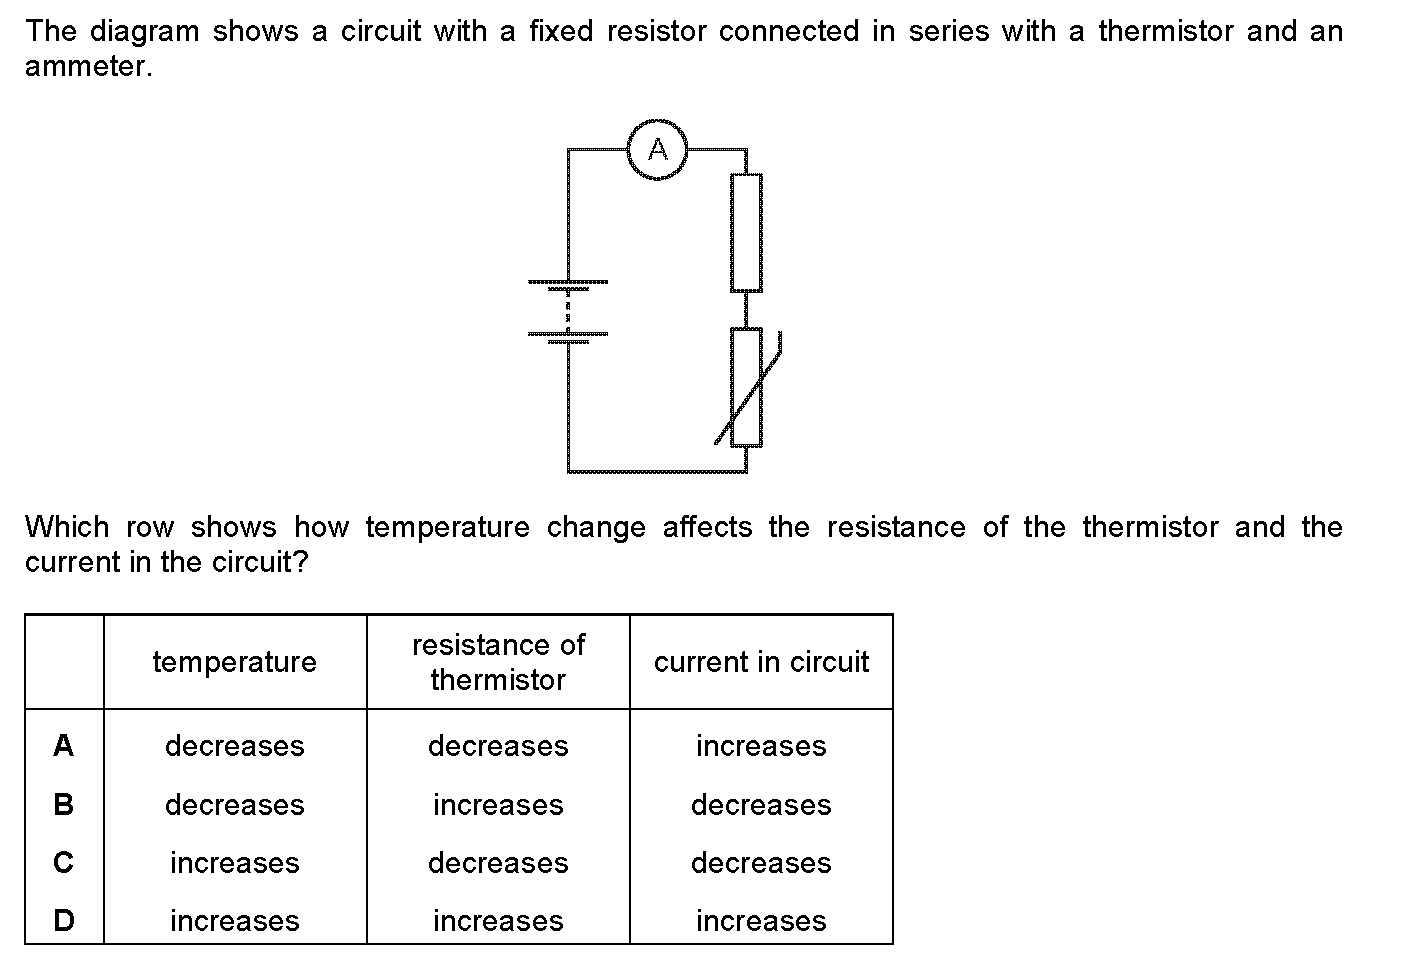 The diagram shows a circuit with a fixed resistor connected in series with a thermistor and an
ammeter.
A
Which row shows how temperature change affects the resistance of the thermistor and the
current in the circuit?
temperature resistance of thermistor current in circuit
A decreases decreases increases
B decreases increases decreases
C increases decreases decreases
D increases increases increases